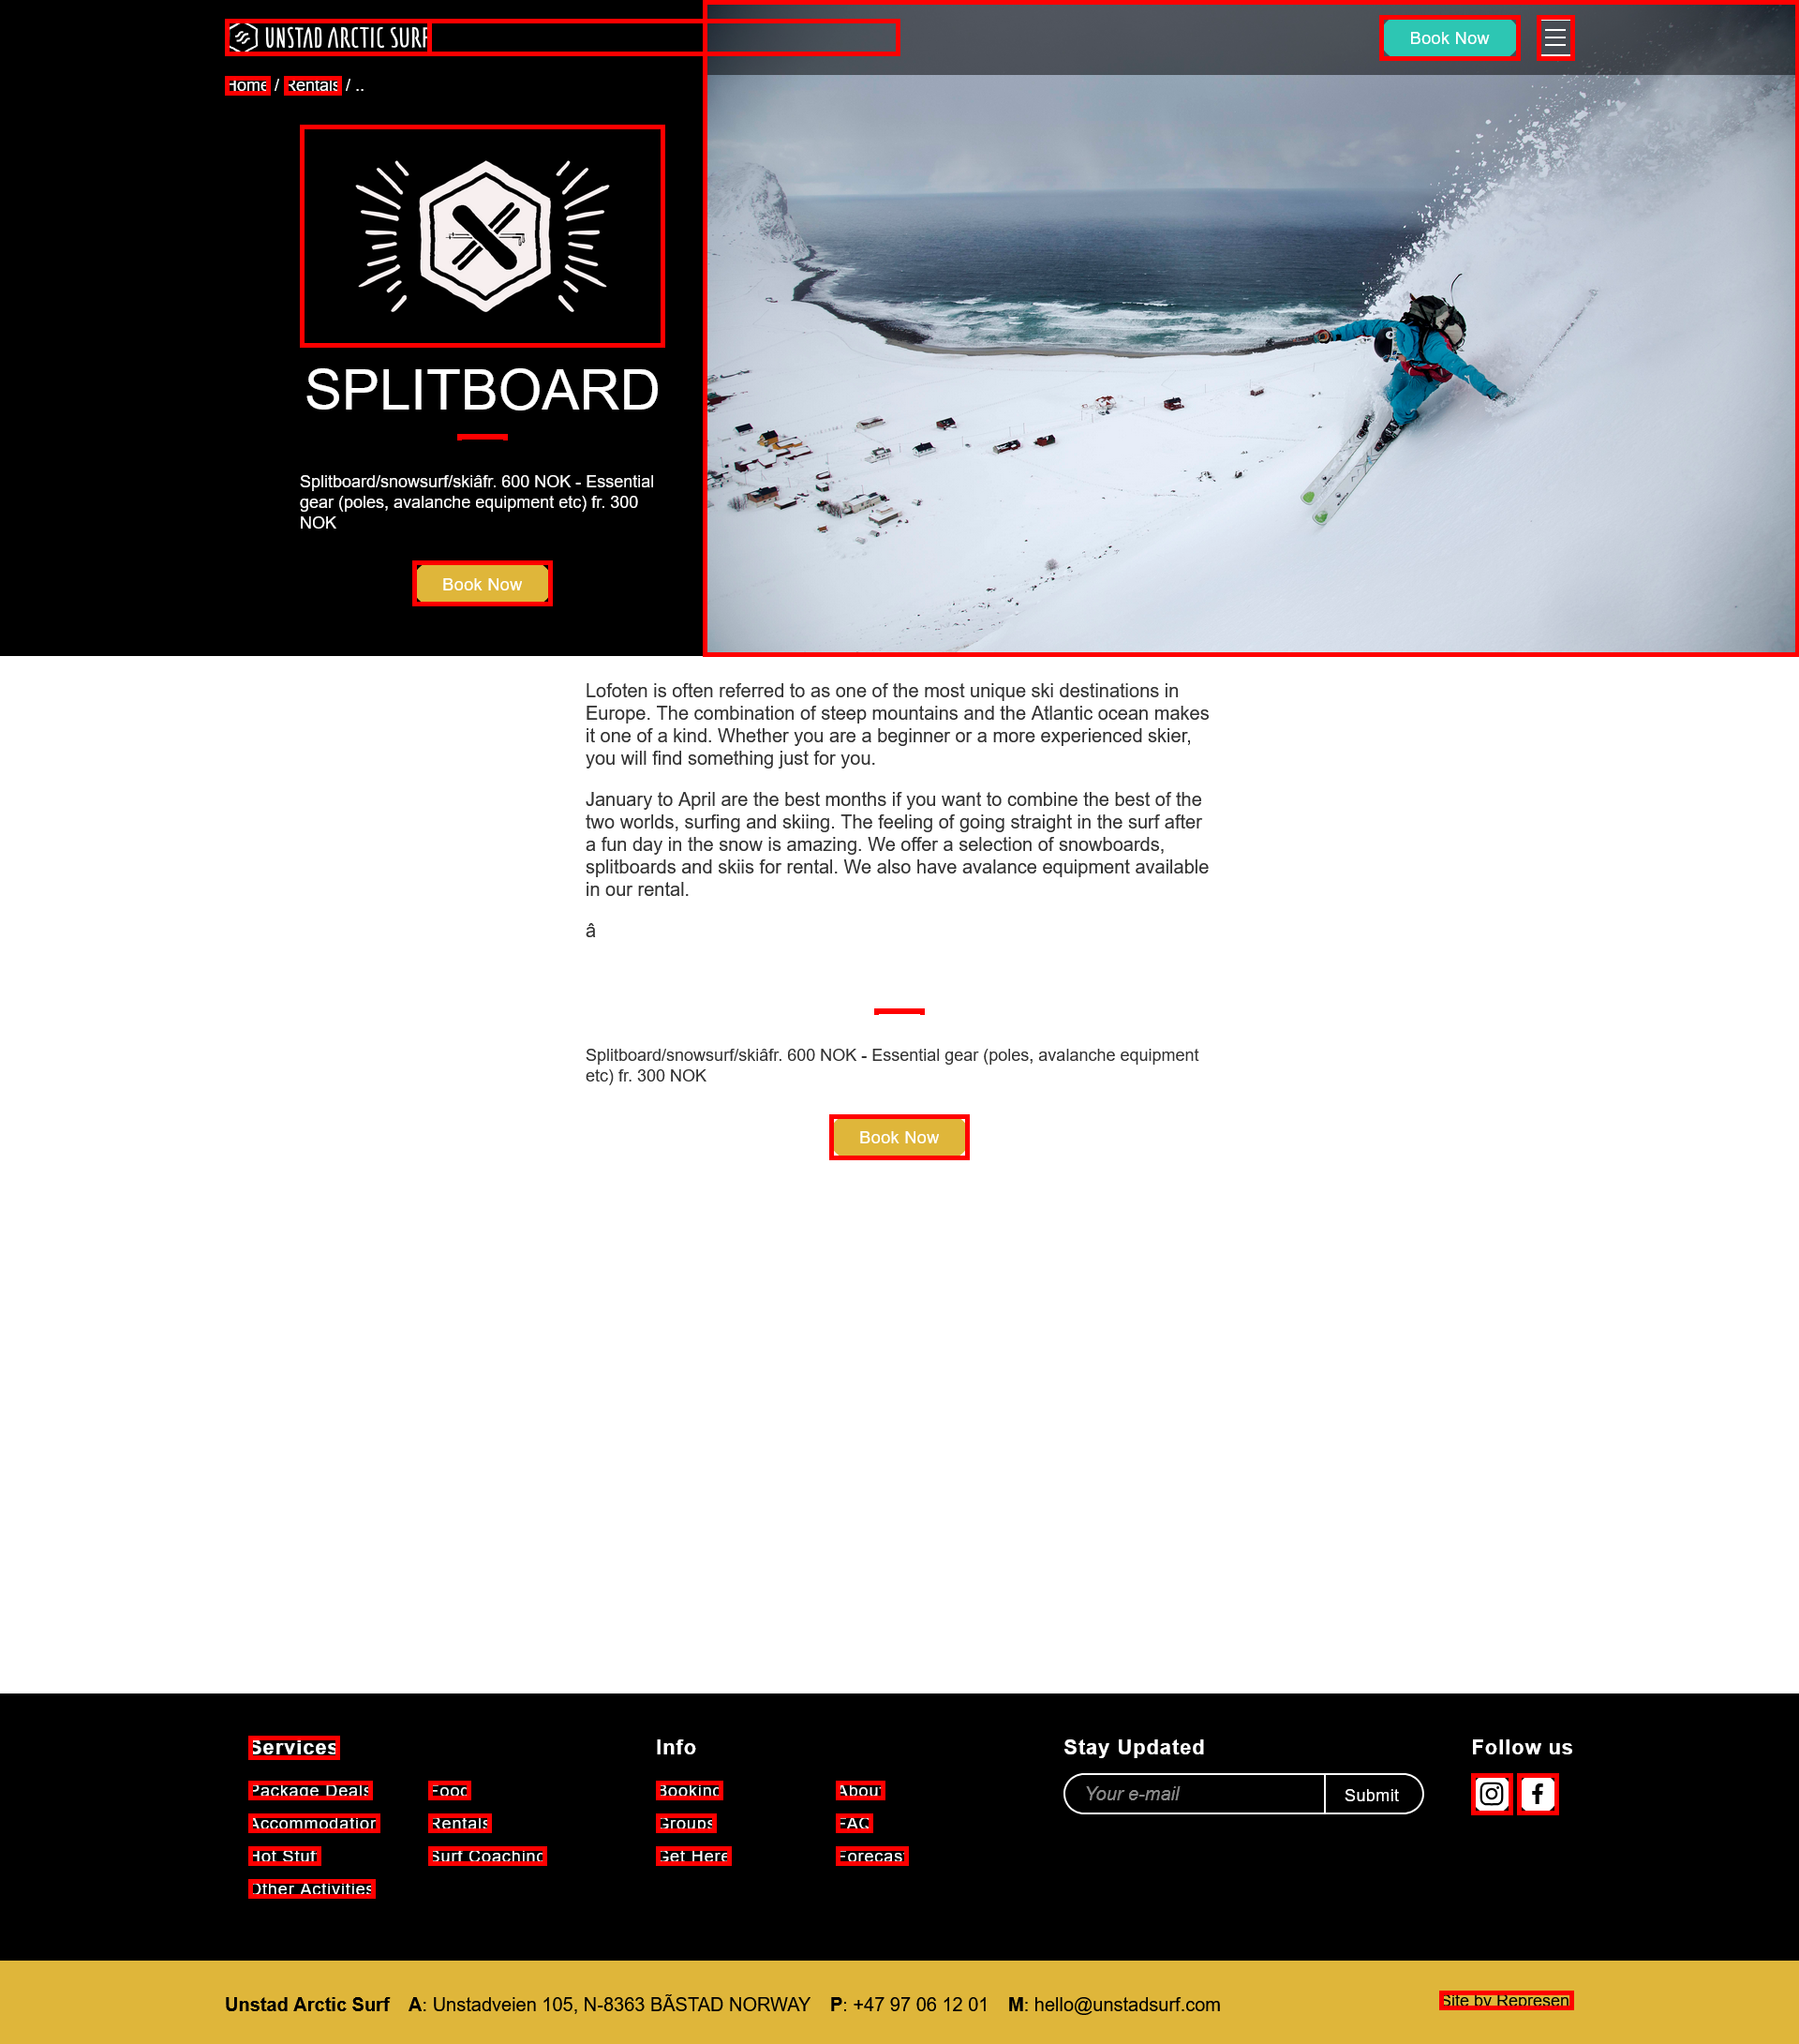 UNSTAD ARCTIC SURF
Book Now
Home / Rentals / ..
SPLITBOARD
Splitboard/snowsurf/skiâfr. 600 NOK - Essential
gear (poles, avalanche equipment etc) fr. 300
NOK
Book Now
Lofoten is often referred to as one of the most unique ski destinations in
Europe. The combination of steep mountains and the Atlantic ocean makes
it one of a kind. Whether you are a beginner or a more experienced skier,
you will find something just for you.
January to April are the best months if you want to combine the best of the
two worlds, surfing and skiing. The feeling of going straight in the surf after
a fun day in the snow is amazing. We offer a selection of snowboards,
splitboards and skiis for rental. We also have avalance equipment available
in our rental.
â
Splitboard/snowsurf/skiâfr. 600 NOK - Essential gear (poles, avalanche equipment
etc) fr. 300 NOK
Book Now
Services
Package Deals
Accommodation
Hot Stuff
Other Activities
Food
Rentals
Surf Coaching
Info
Booking
Groups
Get Here
About
FAQ
Forecast
Stay Updated
Your e-mail
Submit
Follow us
Unstad Arctic Surf A: Unstadveien 105, N-8363 BÃSTAD NORWAY P: +47 97 06 12 01 M: hello@unstadsurf.com
Site by Represent